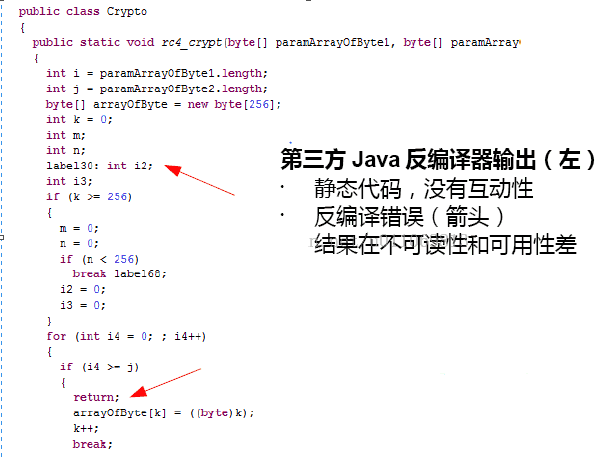 public class Crypto
{
public static void rc4_crypt(byte[] paramArrayOfByte1, byte[] paramArray
{
int i = paramArrayOfByte1.length;
int j = paramArrayOfByte2.length;
byte[] arrayOfByte = new byte[256];
int k = 0;
int m;
int n;
label30: int i2;
int i3;
if (k >= 256)
{
m = 0;
n = 0;
if (n < 256)
break label68;
i2 = 0;
i3 = 0;
}
for (int i4 = 0; ; i4++)
{
if (i4 >= j)
{
return;
arrayOfByte[k] = ((byte)k);
k++;
break;
第三方 Java 反编译器输出（左）
· 静态代码，没有互动性
· 反编译错误（箭头）
结果在不可读性和可用性差